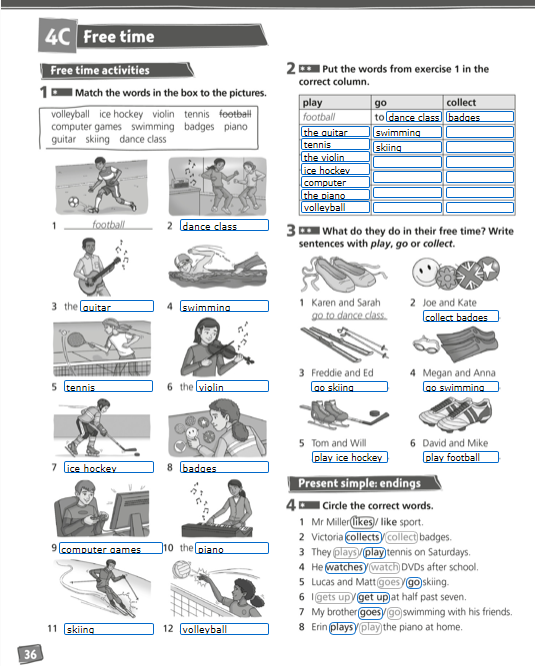 4C Free time
Free time activities
1 Match the words in the box to the pictures.
volleyball ice hockey violin tennis football
computer games swimming badges piano
guitar skiing dance class
1 football 2 dance class
3 the guitar 4 swimming
5 tennis 6 the violin
7 ice hockey 8 badges
9 computer games 10 the piano
11 skiing 12 volleyball
36
2 Put the words from exercise 1 in the
correct column.
play go collect
football to dance class badges
the guitar swimming
tennis skiing
the violin
ice hockey
computer
the piano
volleyball
3 What do they do in their free time? Write
sentences with play, go or collect.
1 Karen and Sarah 2 Joe and Kate
go to dance class. collect badges
3 Freddie and Ed 4 Megan and Anna
go skiing go swimming
5 Tom and Will 6 David and Mike
play ice hockey play football
Present simple: endings
4 Circle the correct words.
1 Mr Miller likes / like sport.
2 Victoria collects / collect badges.
3 They plays / play tennis on Saturdays.
4 He watches / watch DVDs after school.
5 Lucas and Matt goes / go skiing.
6 I gets up / get up at half past seven.
7 My brother goes / go swimming with his friends.
8 Erin plays / play the piano at home.